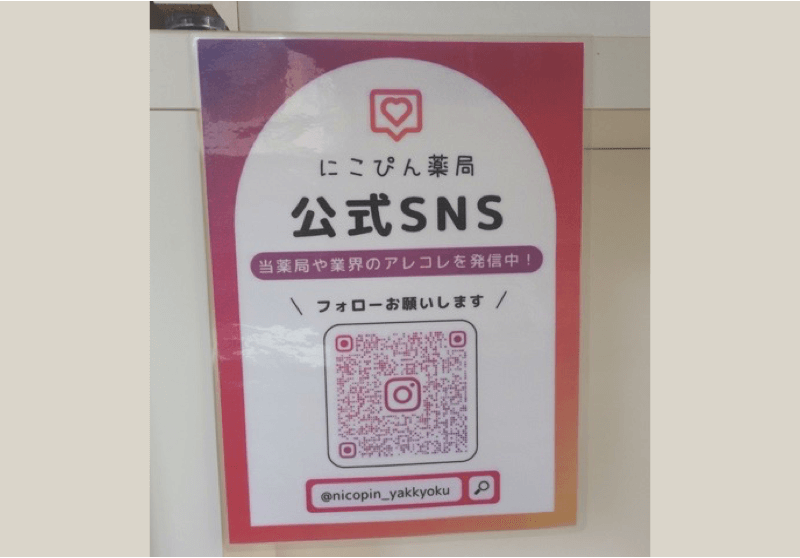 にこぴん薬局
公式SNS
当薬局や業界のアレコレを発信中！
\ フォローお願いします /
@nicopin_yakkyoku